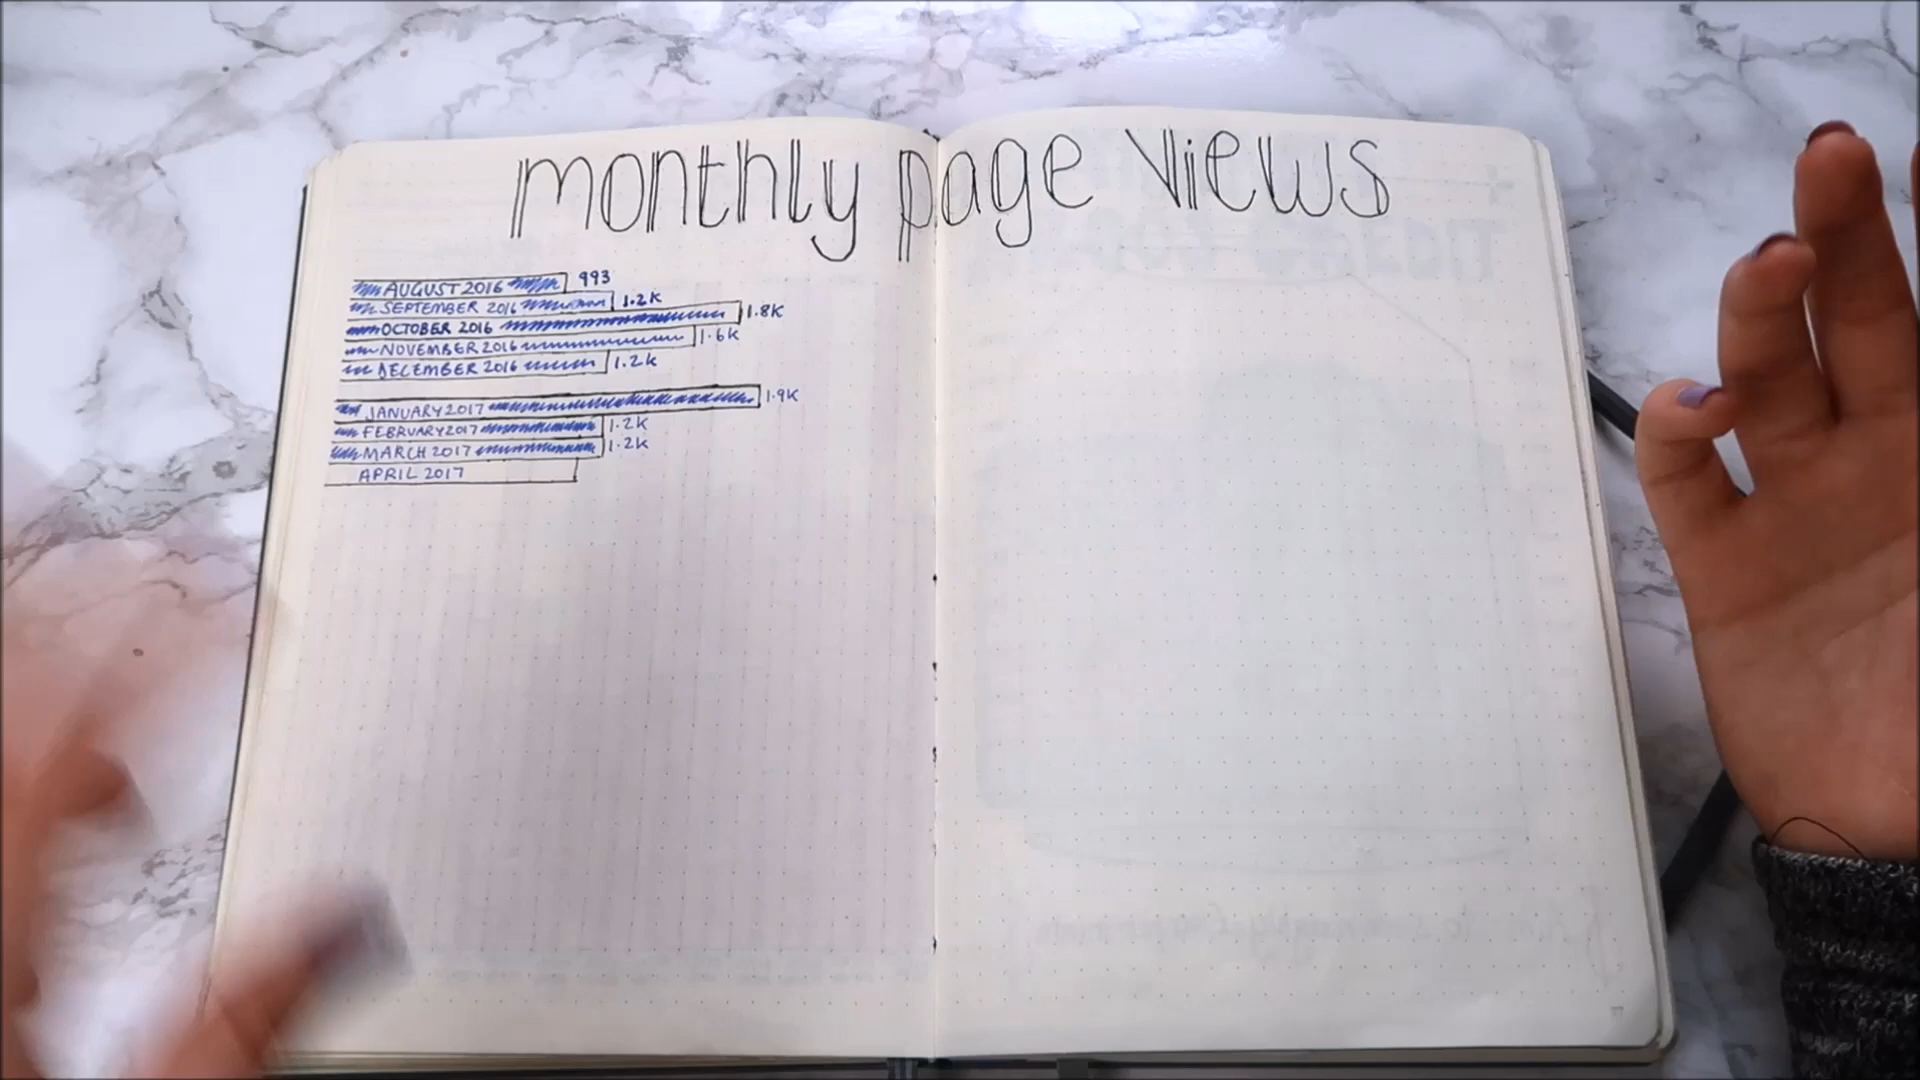 monthly page views
AUGUST 2016 993
SEPTEMBER 2016 1.2K
OCTOBER 2016 1.8K
NOVEMBER 2016 1.6K
DECEMBER 2016 1.2K
JANUARY 2017 1.9K
FEBRUARY 2017 1.2K
MARCH 2017 1.2K
APRIL 2017